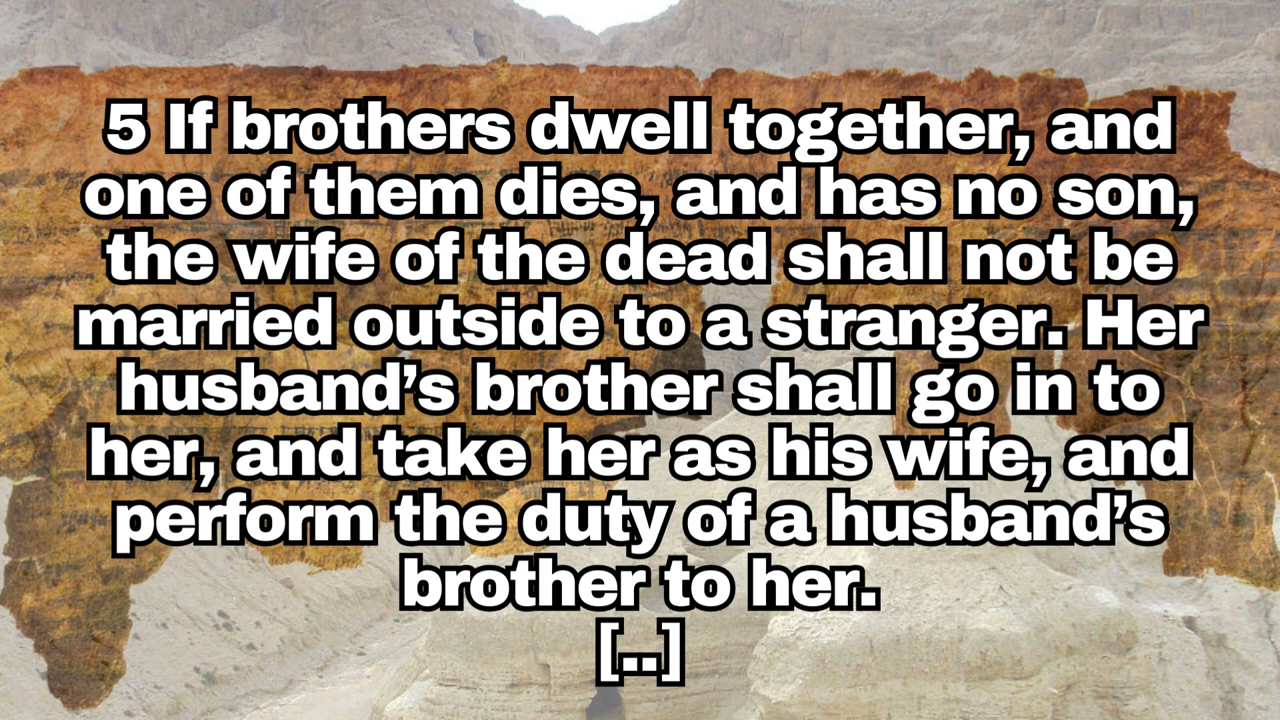 5 If brothers dwell together, and
one of them dies, and has no son,
the wife of the dead shall not be
married outside to a stranger. Her
husband’s brother shall go in to
her, and take her as his wife, and
perform the duty of a husband’s
brother to her.
[..]